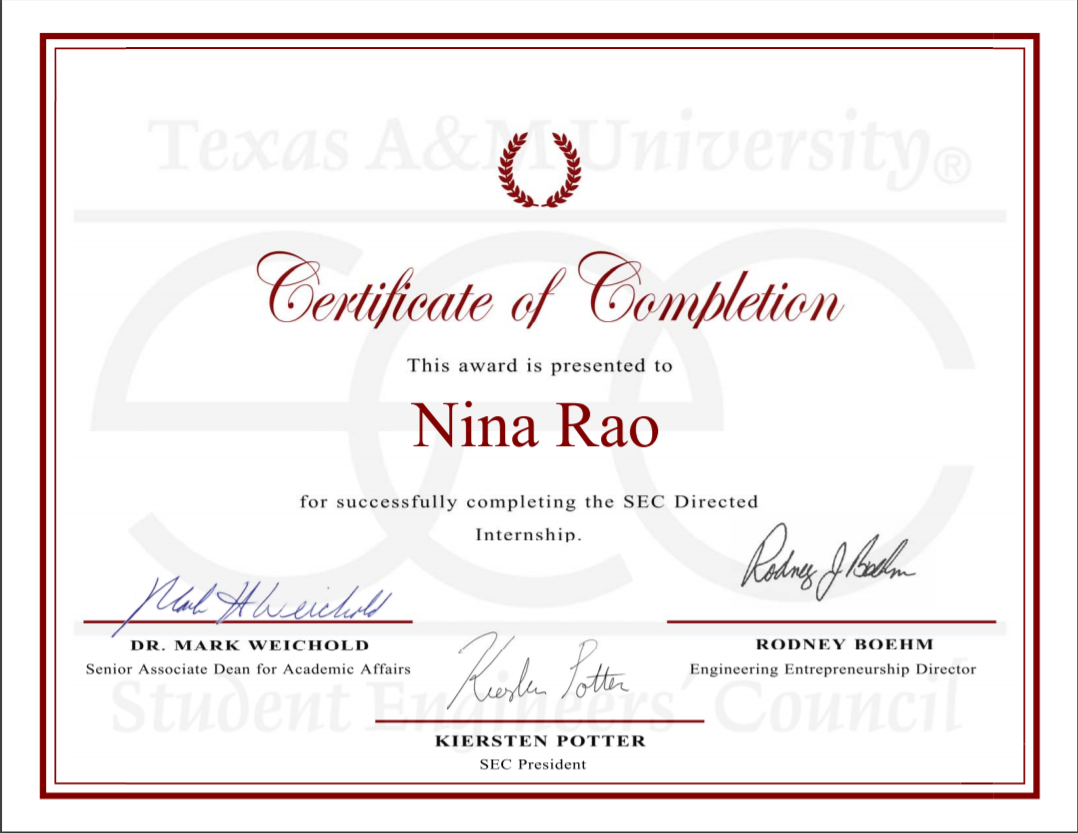 Texas A&M University®
sec
Certificate of Completion
This award is presented to
Nina Rao
for successfully completing the SEC Directed
Internship.
Mark H Weichold
Rodney J Boehm
DR. MARK WEICHOLD
RODNEY BOEHM
Senior Associate Dean for Academic Affairs
Engineering Entrepreneurship Director
Kiersten Potter
Student Engineers' Council
KIERSTEN POTTER
SEC President